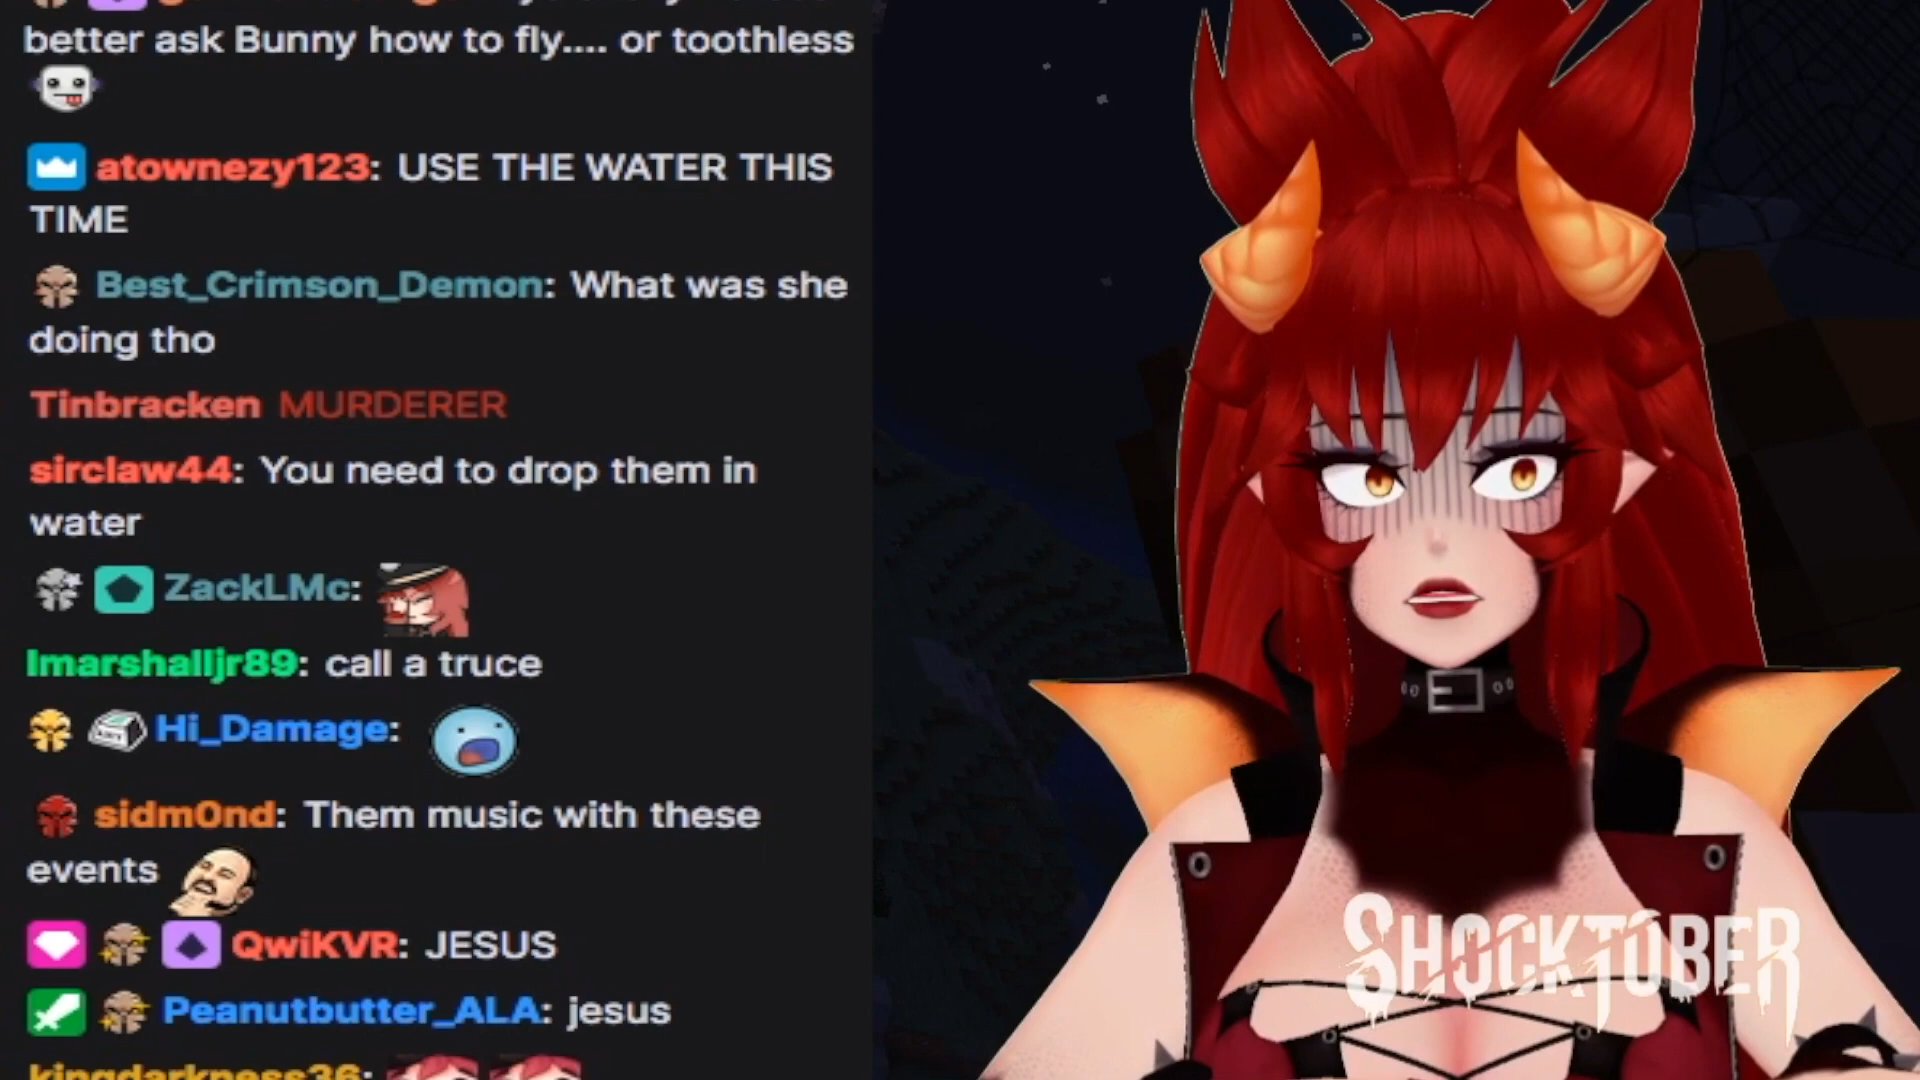 better ask Bunny how to fly.... or toothless
atownezy123: USE THE WATER THIS
TIME
Best_Crimson_Demon: What was she
doing tho
Tinbracken MURDERER
sirclaw44: You need to drop them in
water
ZackLMc:
lmarshalljr89: call a truce
Hi_Damage:
sidm0nd: Them music with these
events
QwiKVR: JESUS
Peanutbutter_ALA: jesus
kingdarkness36:
SHOCKTOBER